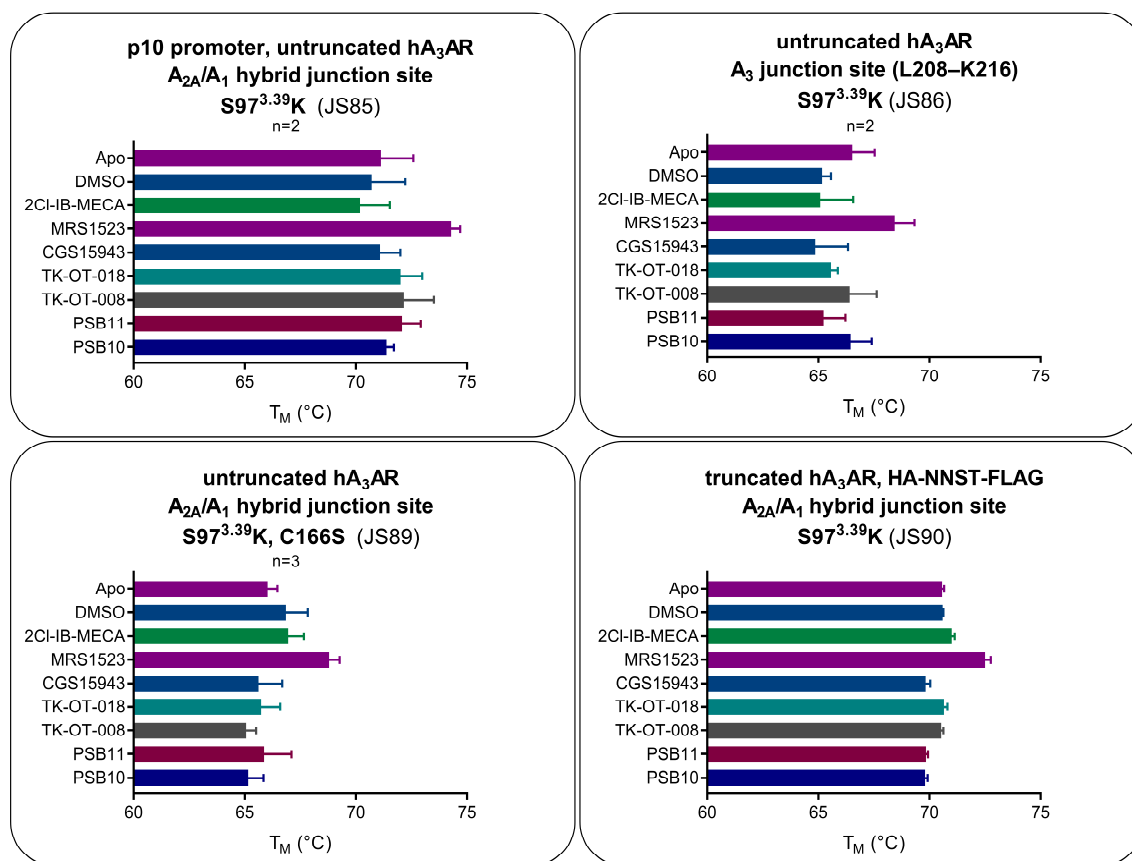 p10 promoter, untruncated hA₃AR
A₂A/A₁ hybrid junction site
S97³·³⁹K (JS85)
n=2
Apo
DMSO
2Cl-IB-MECA
MRS1523
CGS15943
TK-OT-018
TK-OT-008
PSB11
PSB10
60 65 70 75
T_M (°C)
untruncated hA₃AR
A₃ junction site (L208–K216)
S97³·³⁹K (JS86)
n=2
Apo
DMSO
2Cl-IB-MECA
MRS1523
CGS15943
TK-OT-018
TK-OT-008
PSB11
PSB10
60 65 70 75
T_M (°C)
untruncated hA₃AR
A₂A/A₁ hybrid junction site
S97³·³⁹K, C166S (JS89)
n=3
Apo
DMSO
2Cl-IB-MECA
MRS1523
CGS15943
TK-OT-018
TK-OT-008
PSB11
PSB10
60 65 70 75
T_M (°C)
truncated hA₃AR, HA-NNST-FLAG
A₂A/A₁ hybrid junction site
S97³·³⁹K (JS90)
Apo
DMSO
2Cl-IB-MECA
MRS1523
CGS15943
TK-OT-018
TK-OT-008
PSB11
PSB10
60 65 70 75
T_M (°C)